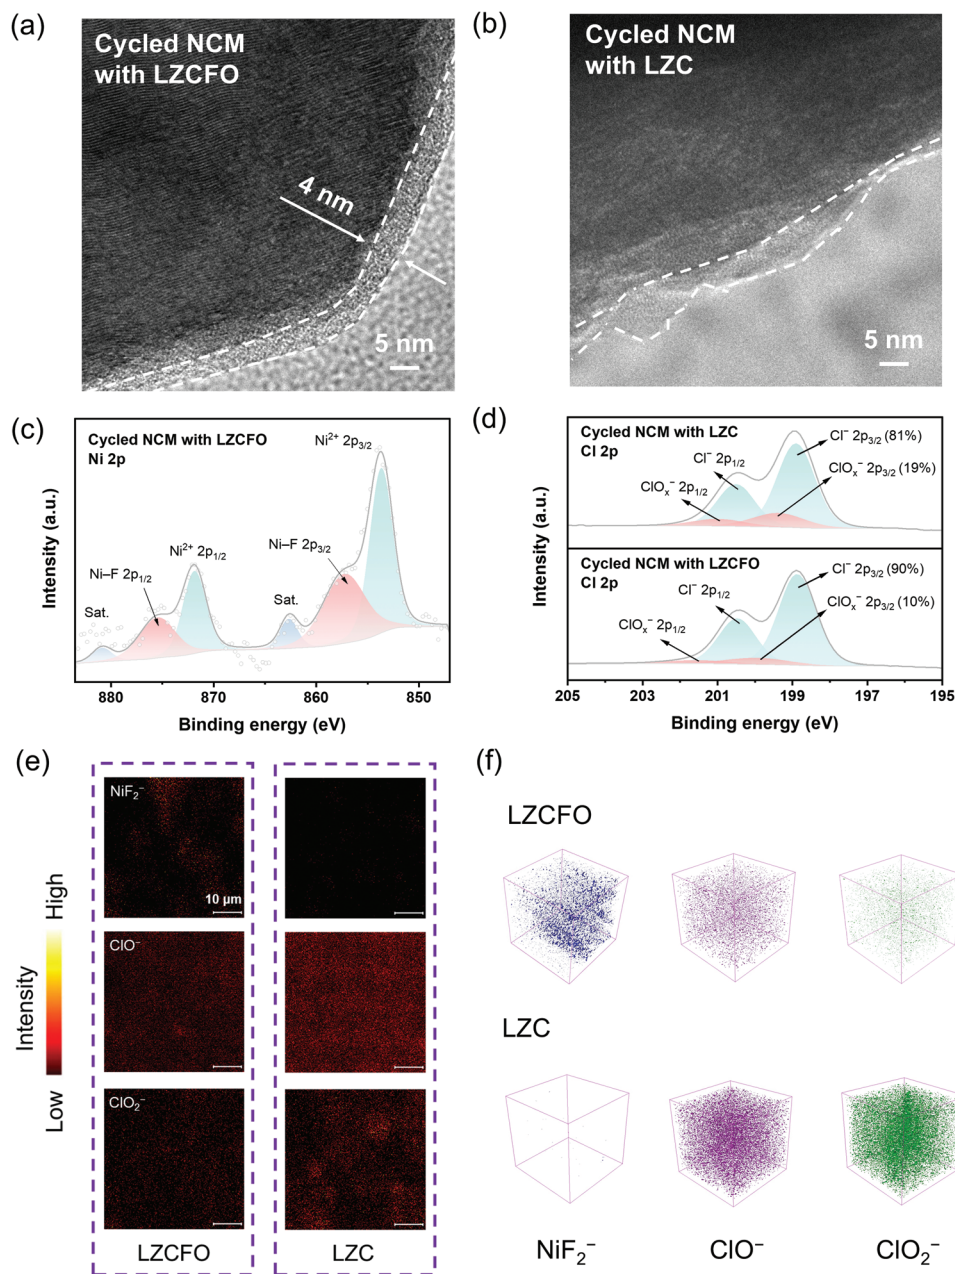 (a)
Cycled NCM
with LZCFO
4 nm
5 nm
(b)
Cycled NCM
with LZC
5 nm
(c)
Cycled NCM with LZCFO
Ni 2p
Ni²⁺ 2p₃/₂
Ni–F 2p₃/₂
Ni²⁺ 2p₁/₂
Ni–F 2p₁/₂
Sat.
Sat.
Intensity (a.u.)
880
870
860
850
Binding energy (eV)
(d)
Cycled NCM with LZC
Cl 2p
Cl⁻ 2p₃/₂ (81%)
Cl⁻ 2p₁/₂
ClOₓ⁻ 2p₃/₂ (19%)
ClOₓ⁻ 2p₁/₂
Cycled NCM with LZCFO
Cl 2p
Cl⁻ 2p₃/₂ (90%)
Cl⁻ 2p₁/₂
ClOₓ⁻ 2p₃/₂ (10%)
ClOₓ⁻ 2p₁/₂
Intensity (a.u.)
205
203
201
199
197
195
Binding energy (eV)
(e)
High
Intensity
Low
NiF₂⁻
10 µm
ClO⁻
ClO₂⁻
LZCFO
LZC
(f)
LZCFO
LZC
NiF₂⁻
ClO⁻
ClO₂⁻